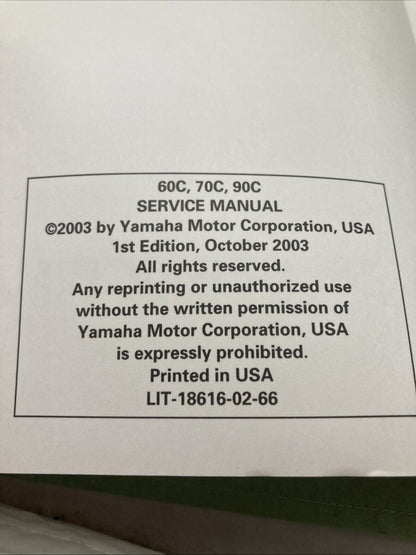 60C, 70C, 90C
SERVICE MANUAL
©2003 by Yamaha Motor Corporation, USA
1st Edition, October 2003
All rights reserved.
Any reprinting or unauthorized use
without the written permission of
Yamaha Motor Corporation, USA
is expressly prohibited.
Printed in USA
LIT-18616-02-66